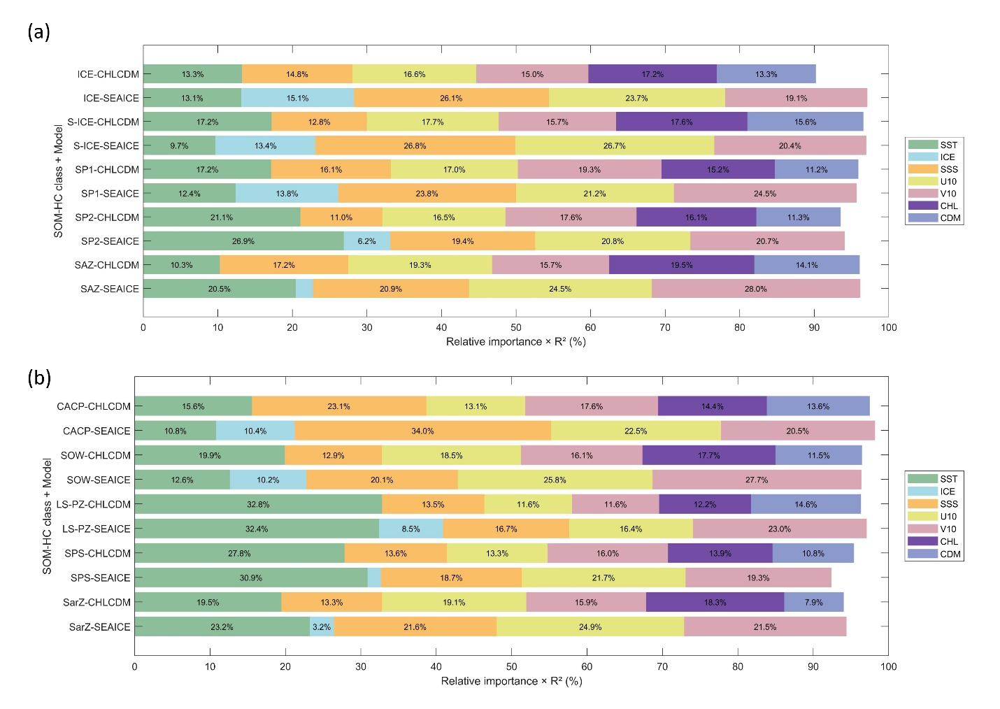 (a)
ICE-CHLCDM 13.3% 14.8% 16.6% 15.0% 17.2% 13.3%
ICE-SEAICE 13.1% 15.1% 26.1% 23.7% 19.1%
S-ICE-CHLCDM 17.2% 12.8% 17.7% 15.7% 17.6% 15.6%
S-ICE-SEAICE 9.7% 13.4% 26.8% 26.7% 20.4%
SP1-CHLCDM 17.2% 16.1% 17.0% 19.3% 15.2% 11.2%
SP1-SEAICE 12.4% 13.8% 23.8% 21.2% 24.5%
SP2-CHLCDM 21.1% 11.0% 16.5% 17.6% 16.1% 11.3%
SP2-SEAICE 26.9% 6.2% 19.4% 20.8% 20.7%
SAZ-CHLCDM 10.3% 17.2% 19.3% 15.7% 19.5% 14.1%
SAZ-SEAICE 20.5% 20.9% 24.5% 28.0%
SOM-HC class + Model
0 10 20 30 40 50 60 70 80 90 100
Relative importance × R² (%)
SST
ICE
SSS
U10
V10
CHL
CDM
(b)
CACP-CHLCDM 15.6% 23.1% 13.1% 17.6% 14.4% 13.6%
CACP-SEAICE 10.8% 10.4% 34.0% 22.5% 20.5%
SOW-CHLCDM 19.9% 12.9% 18.5% 16.1% 17.7% 11.5%
SOW-SEAICE 12.6% 10.2% 20.1% 25.8% 27.7%
LS-PZ-CHLCDM 32.8% 13.5% 11.6% 11.6% 12.2% 14.6%
LS-PZ-SEAICE 32.4% 8.5% 16.7% 16.4% 23.0%
SPS-CHLCDM 27.8% 13.6% 13.3% 16.0% 13.9% 10.8%
SPS-SEAICE 30.9% 18.7% 21.7% 19.3%
SarZ-CHLCDM 19.5% 13.3% 19.1% 15.9% 18.3% 7.9%
SarZ-SEAICE 23.2% 3.2% 21.6% 24.9% 21.5%
SOM-HC class + Model
0 10 20 30 40 50 60 70 80 90 100
Relative importance × R² (%)
SST
ICE
SSS
U10
V10
CHL
CDM